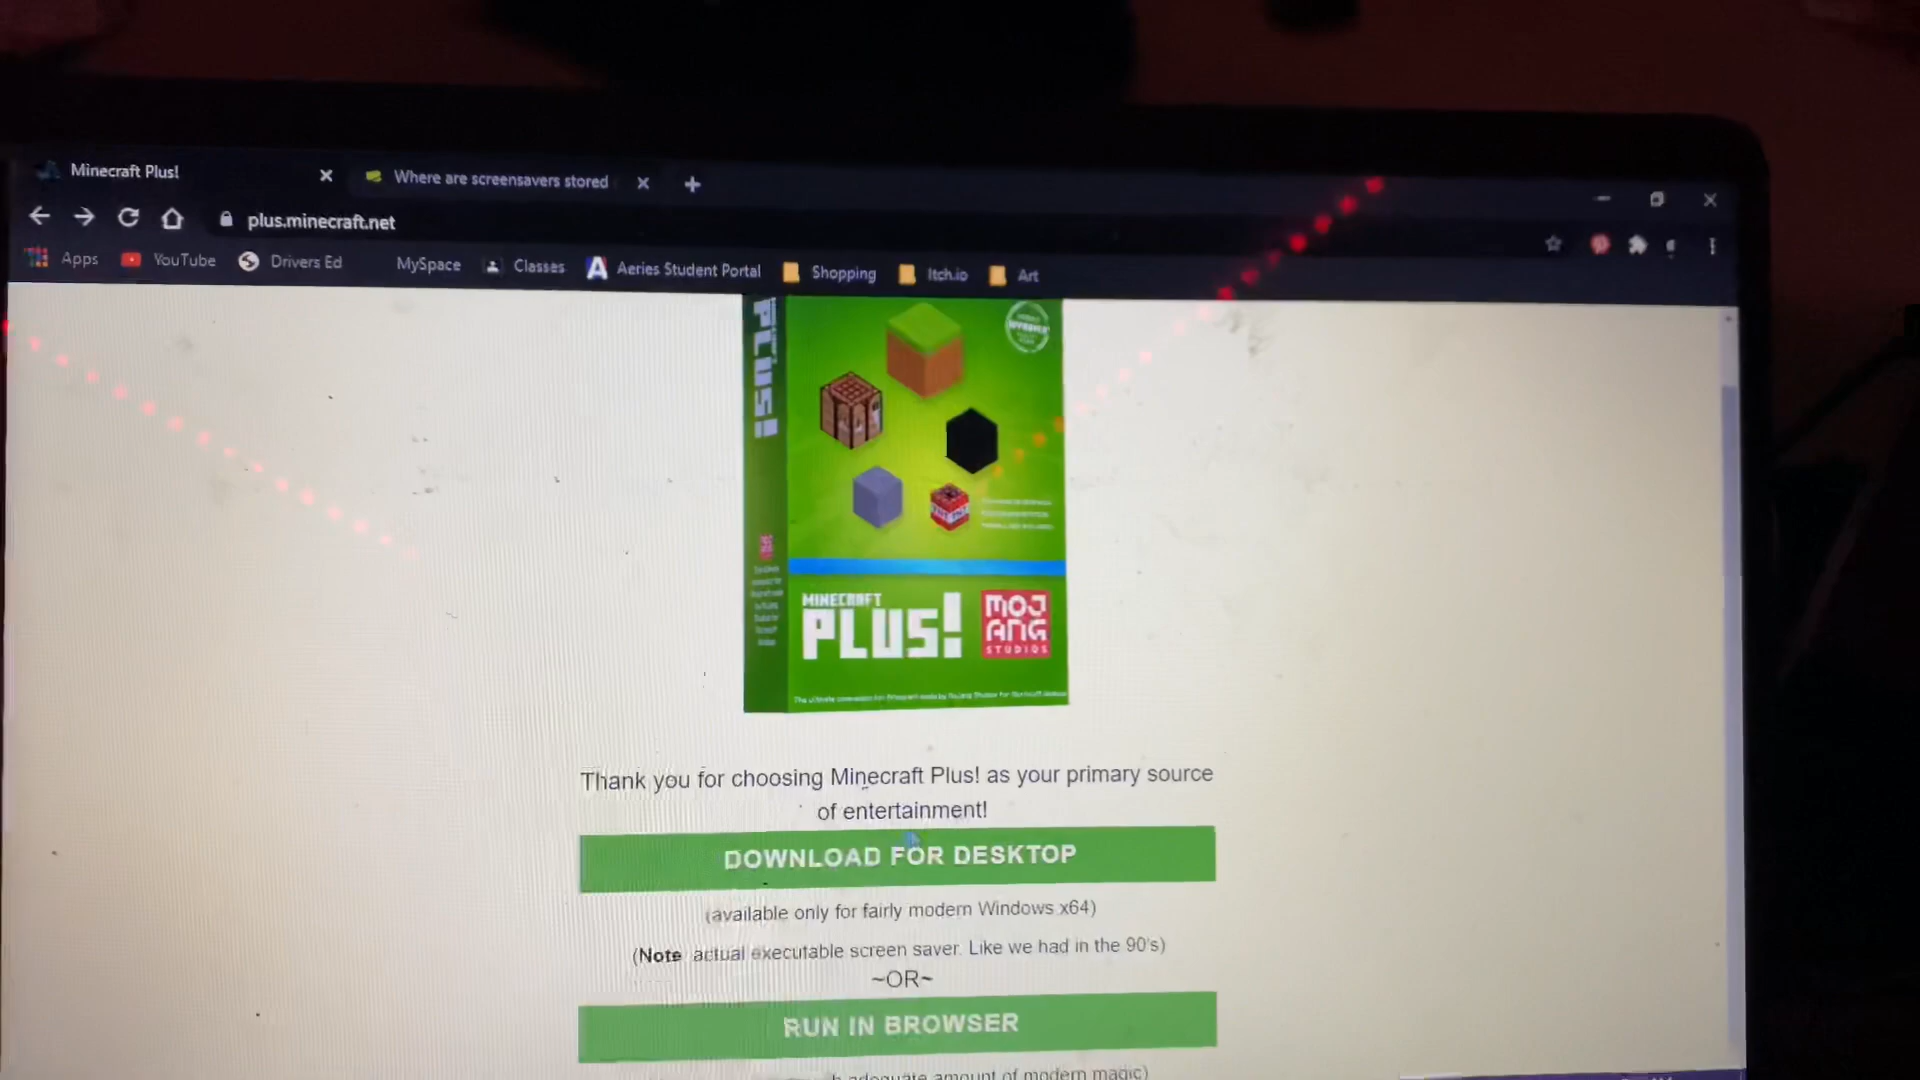 Minecraft Plus!
Where are screensavers stored
plus.minecraft.net
Apps YouTube Drivers Ed MySpace Classes Aeries Student Portal Shopping Itch.io Art
PLUS!
TNT
MINECRAFT
PLUS!
MOJ
ANG
STUDIOS
Thank you for choosing Minecraft Plus! as your primary source
of entertainment!
DOWNLOAD FOR DESKTOP
(available only for fairly modern Windows x64)
(Note actual executable screen saver. Like we had in the 90's)
~OR~
RUN IN BROWSER
adequate amount of modern magic)